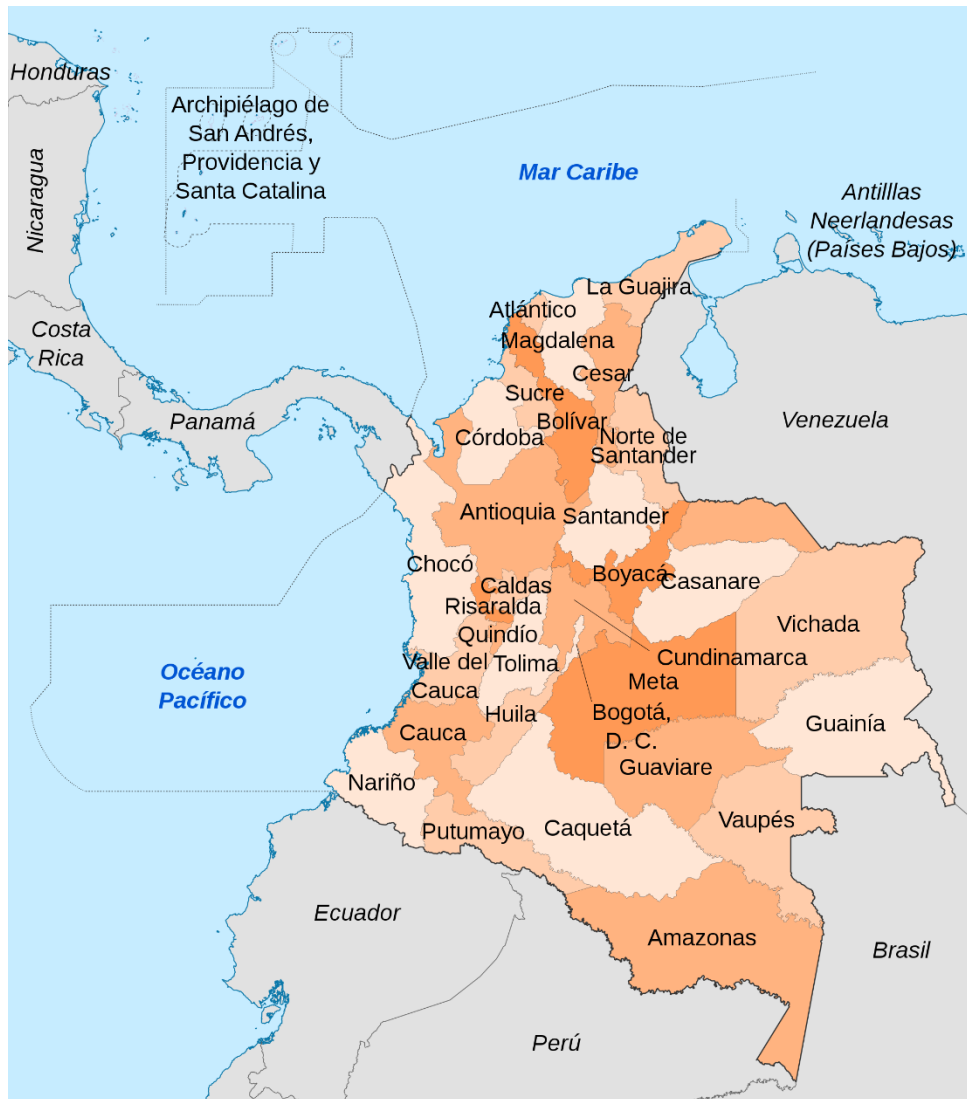 Honduras
Archipiélago de
San Andrés,
Providencia y
Santa Catalina
Nicaragua
Mar Caribe
Antilllas
Neerlandesas
(Países Bajos)
Costa
Rica
Panamá
La Guajira
Atlántico
Magdalena
Cesar
Sucre
Bolívar
Córdoba
Norte de
Santander
Venezuela
Antioquia
Santander
Chocó
Caldas
Boyacá
Casanare
Risaralda
Quindío
Vichada
Valle del
Cauca
Tolima
Cundinamarca
Meta
Océano
Pacífico
Huila
Bogotá,
D. C.
Guainía
Cauca
Guaviare
Nariño
Putumayo
Caquetá
Vaupés
Ecuador
Amazonas
Brasil
Perú